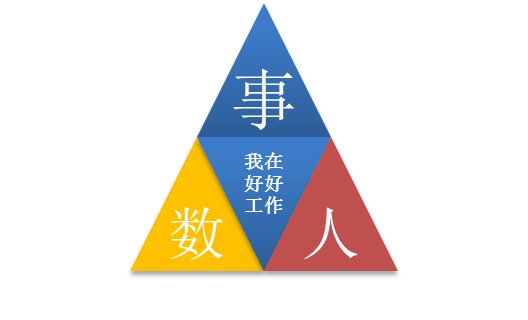 事
我在
好好
工作
数
人